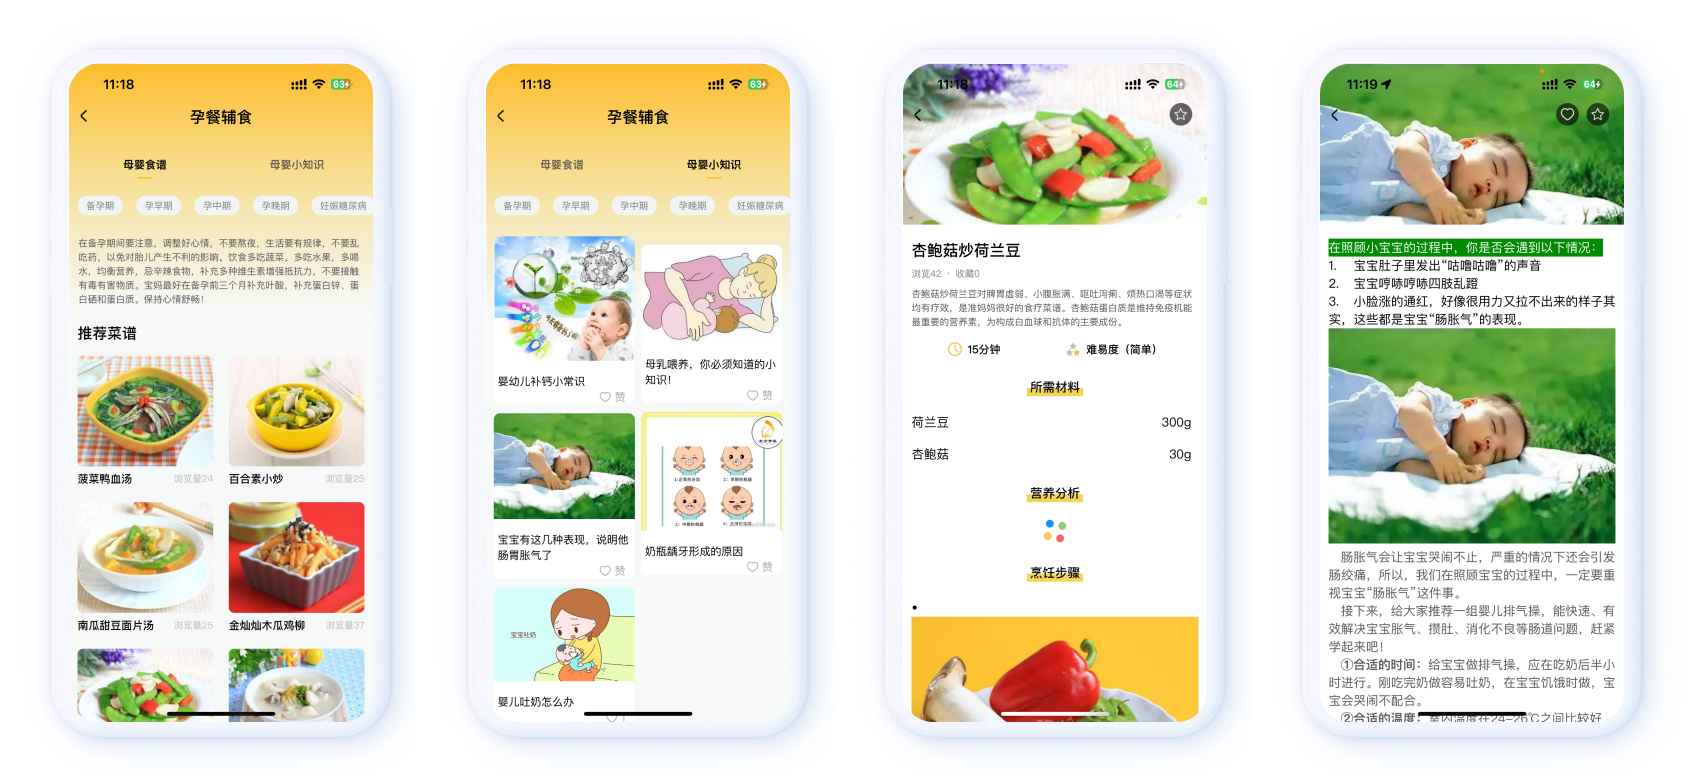 11:18
63
孕餐辅食
母婴食谱
母婴小知识
备孕期
孕早期
孕中期
孕晚期
妊娠糖尿病
在备孕期间要注意，调整好心情，不要熬夜，生活要有规律，不要乱
吃药，以免对胎儿产生不利的影响。饮食多吃蔬菜，多吃水果，多喝
水，均衡营养，忌辛辣食物，补充多种维生素增强抵抗力，不要接触
有毒有害物质。宝妈最好在备孕前三个月补充叶酸，补充蛋白锌、蛋
白硒和蛋白质。保持心情舒畅！
推荐菜谱
菠菜鸭血汤
浏览量24
百合素小炒
浏览量25
南瓜甜豆面片汤
浏览量25
金灿灿木瓜鸡柳
浏览量37
11:18
63
孕餐辅食
母婴食谱
母婴小知识
备孕期
孕早期
孕中期
孕晚期
妊娠糖尿病
婴幼儿补钙小常识
赞
母乳喂养，你必须知道的小
知识！
赞
宝宝有这几种表现，说明他
肠胃胀气了
赞
奶瓶龋牙形成的原因
赞
宝宝吐奶
婴儿吐奶怎么办
11:18
64
杏鲍菇炒荷兰豆
浏览42 · 收藏0
杏鲍菇炒荷兰豆对脾胃虚弱、小腹胀满、呕吐泻痢、烦热口渴等症状
均有疗效，是准妈妈很好的食疗菜谱。杏鲍菇蛋白质是维持免疫机能
最重要的营养素，为构成白血球和抗体的主要成份。
15分钟
难易度（简单）
所需材料
荷兰豆
300g
杏鲍菇
30g
营养分析
烹饪步骤
11:19
64
在照顾小宝宝的过程中，你是否会遇到以下情况：
1. 宝宝肚子里发出“咕噜咕噜”的声音
2. 宝宝哼哧哼哧四肢乱蹬
3. 小脸涨的通红，好像很用力又拉不出来的样子其
实，这些都是宝宝“肠胀气”的表现。
肠胀气会让宝宝哭闹不止，严重的情况下还会引发
肠绞痛，所以，我们在照顾宝宝的过程中，一定要重
视宝宝“肠胀气”这件事。
接下来，给大家推荐一组婴儿排气操，能快速、有
效解决宝宝胀气、攒肚、消化不良等肠道问题，赶紧
学起来吧！
①合适的时间：给宝宝做排气操，应在吃奶后半小
时进行。刚吃完奶做容易吐奶，在宝宝饥饿时做，宝
宝会哭闹不配合。
②合适的温度：室内温度在24-26℃之间比较好，